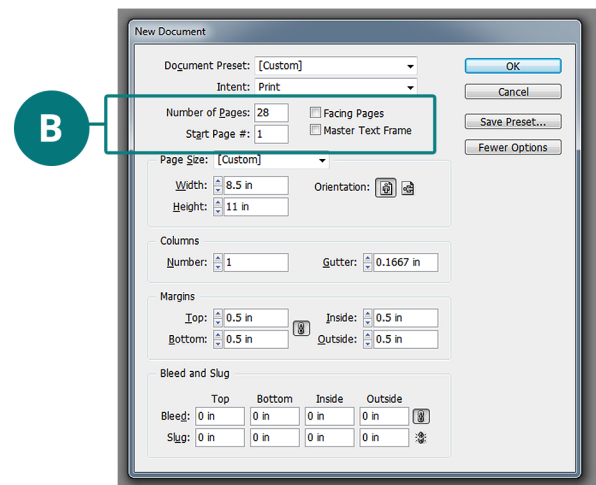 New Document
Document Preset: [Custom]
OK
Intent: Print
Cancel
B
Number of Pages: 28
Facing Pages
Save Preset...
Start Page #: 1
Master Text Frame
Fewer Options
Page Size: [Custom]
Width: 8.5 in
Orientation:
Height: 11 in
Columns
Number: 1
Gutter: 0.1667 in
Margins
Top: 0.5 in
Inside: 0.5 in
Bottom: 0.5 in
Outside: 0.5 in
Bleed and Slug
Top Bottom Inside Outside
Bleed: 0 in 0 in 0 in 0 in
Slug: 0 in 0 in 0 in 0 in